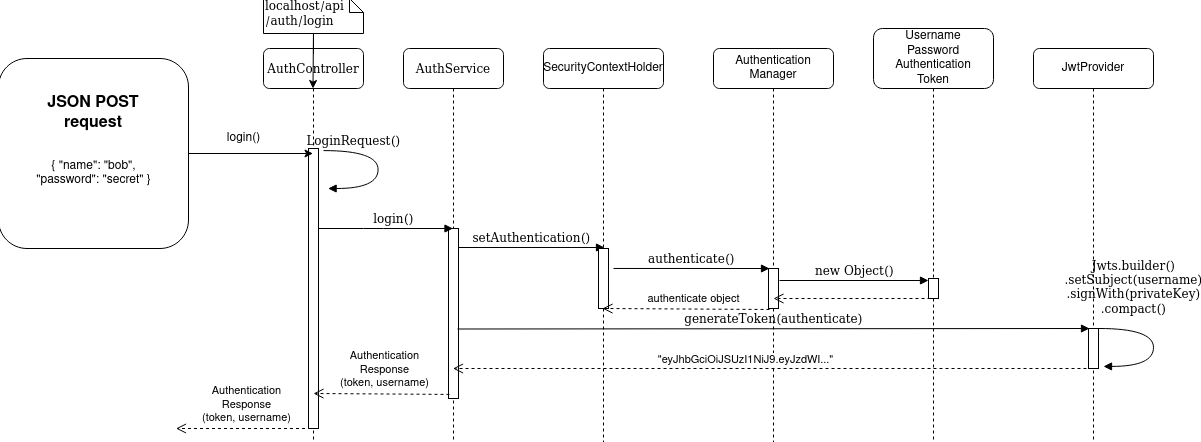 localhost/api
/auth/login
AuthController
AuthService
SecurityContextHolder
Authentication
Manager
Username
Password
Authentication
Token
JwtProvider
JSON POST
request
{ "name": "bob",
"password": "secret" }
login()
LoginRequest()
login()
setAuthentication()
authenticate()
new Object()
authenticate object
Jwts.builder()
.setSubject(username)
.signWith(privateKey)
.compact()
generateToken(authenticate)
"eyJhbGciOiJSUzI1NiJ9.eyJzdWI..."
Authentication
Response
(token, username)
Authentication
Response
(token, username)